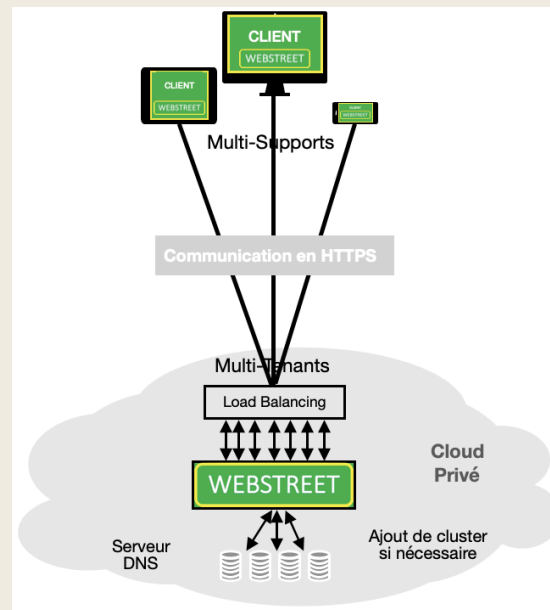 CLIENT
WEBSTREET
CLIENT
WEBSTREET
CLIENT
WEBSTREET
Multi-Supports
Communication en HTTPS
Multi-Tenants
Load Balancing
Cloud
Privé
WEBSTREET
Serveur
DNS
Ajout de cluster
si nécessaire